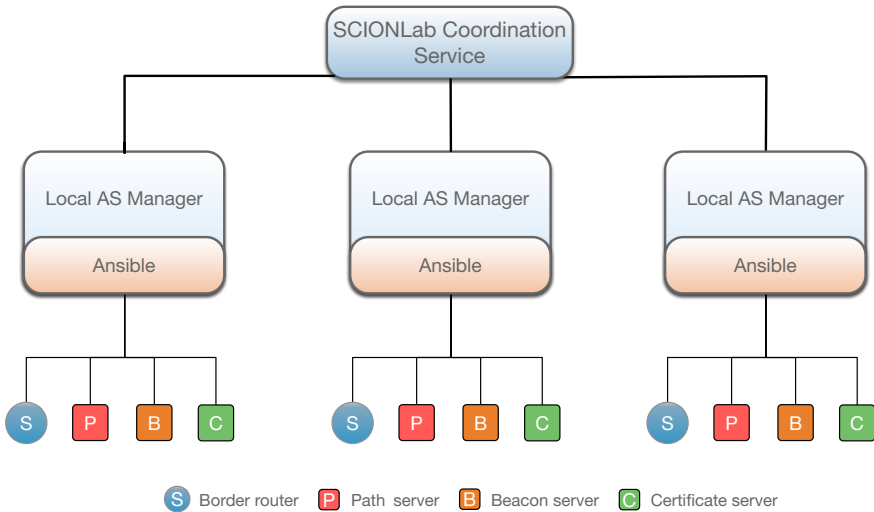 SCIONLab Coordination
Service
Local AS Manager
Local AS Manager
Local AS Manager
Ansible
Ansible
Ansible
S P B C S P B C S P B C
S Border router P Path server B Beacon server C Certificate server